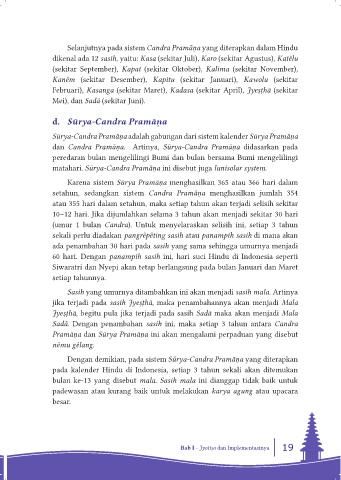 Selanjutnya pada sistem Candra Pramāṇa yang diterapkan dalam Hindu
dikenal ada 12 sasih, yaitu: Kasa (sekitar Juli), Karo (sekitar Agustus), Katêlu
(sekitar September), Kapat (sekitar Oktober), Kalima (sekitar November),
Kanêm (sekitar Desember), Kapitu (sekitar Januari), Kawolu (sekitar
Februari), Kasanga (sekitar Maret), Kadasa (sekitar April), Jyeṣṭhā (sekitar
Mei), dan Sadā (sekitar Juni).
d. Sūrya-Candra Pramāṇa
Sūrya-Candra Pramāṇa adalah gabungan dari sistem kalender Sūrya Pramāṇa
dan Candra Pramāṇa. Artinya, Sūrya-Candra Pramāṇa didasarkan pada
peredaran bulan mengelilingi Bumi dan bulan bersama Bumi mengelilingi
matahari. Sūrya-Candra Pramāṇa ini disebut juga lunisolar system.
Karena sistem Sūrya Pramāṇa menghasilkan 365 atau 366 hari dalam
setahun, sedangkan sistem Candra Pramāṇa menghasilkan jumlah 354
atau 355 hari dalam setahun, maka setiap tahun akan terjadi selisih sekitar
10–12 hari. Jika dijumlahkan selama 3 tahun akan menjadi sekitar 30 hari
(umur 1 bulan Candra). Untuk menyelaraskan selisih ini, setiap 3 tahun
sekali perlu diadakan pangrêpêting sasih atau panampih sasih di mana akan
ada penambahan 30 hari pada sasih yang sama sehingga umurnya menjadi
60 hari. Dengan panampih sasih ini, hari suci Hindu di Indonesia seperti
Siwaratri dan Nyepi akan tetap berlangsung pada bulan Januari dan Maret
setiap tahunnya.
Sasih yang umurnya ditambahkan ini akan menjadi sasih mala. Artinya
jika terjadi pada sasih Jyeṣṭhā, maka penambahannya akan menjadi Mala
Jyeṣṭhā, begitu pula jika terjadi pada sasih Sadā maka akan menjadi Mala
Sadā. Dengan penambahan sasih ini, maka setiap 3 tahun antara Candra
Pramāṇa dan Sūrya Pramāṇa ini akan mengalami perpaduan yang disebut
nêmu gêlang.
Dengan demikian, pada sistem Sūrya-Candra Pramāṇa yang diterapkan
pada kalender Hindu di Indonesia, setiap 3 tahun sekali akan ditemukan
bulan ke-13 yang disebut mala. Sasih mala ini dianggap tidak baik untuk
padewasan atau kurang baik untuk melakukan karya agung atau upacara
besar.
Bab I - Jyotiṣa dan Implementasinya 19